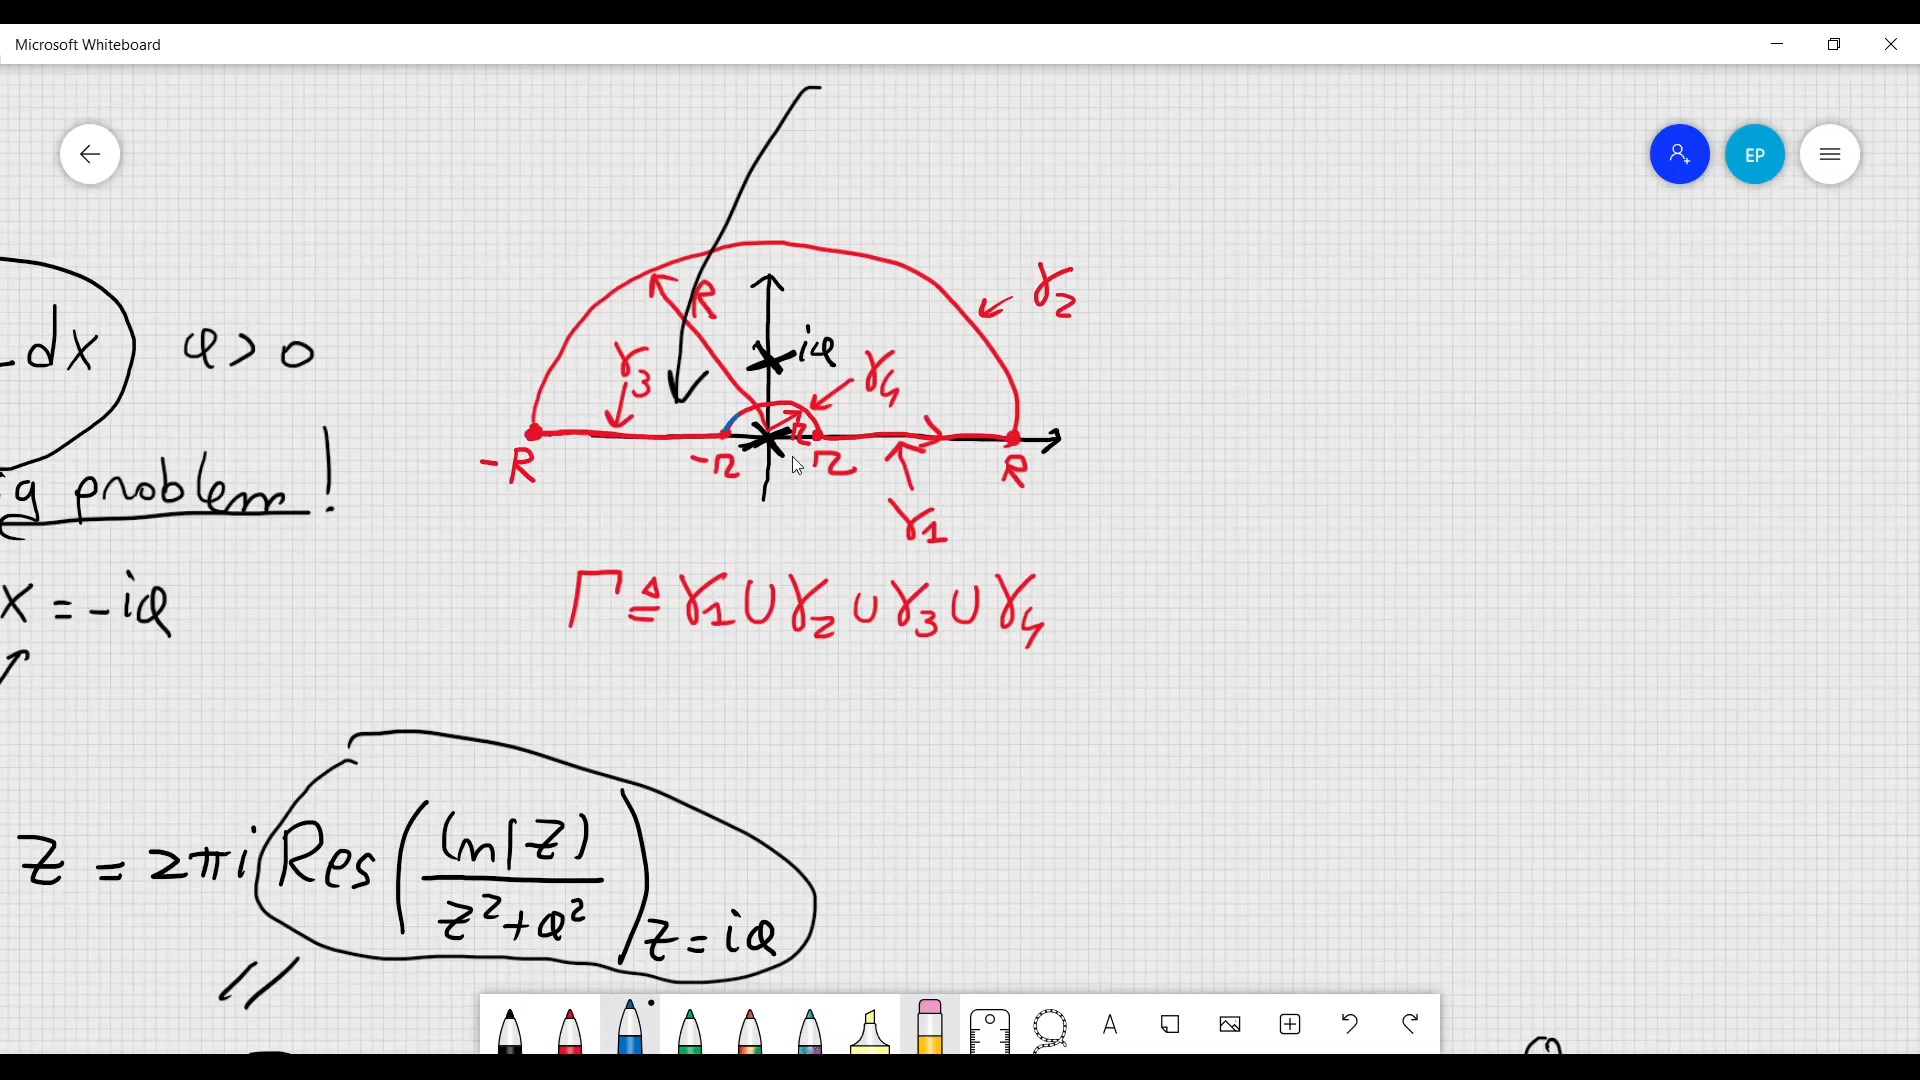 Microsoft Whiteboard
EP
R
γ2
dx
a > 0
ia
γ3
γ4
r
-R
-r
r
R
g problem!
γ1
x = -ia
Γ ≜ γ1 ∪ γ2 ∪ γ3 ∪ γ4
z = 2πi Res ( ln(z) / z² + a² ) z = ia
A